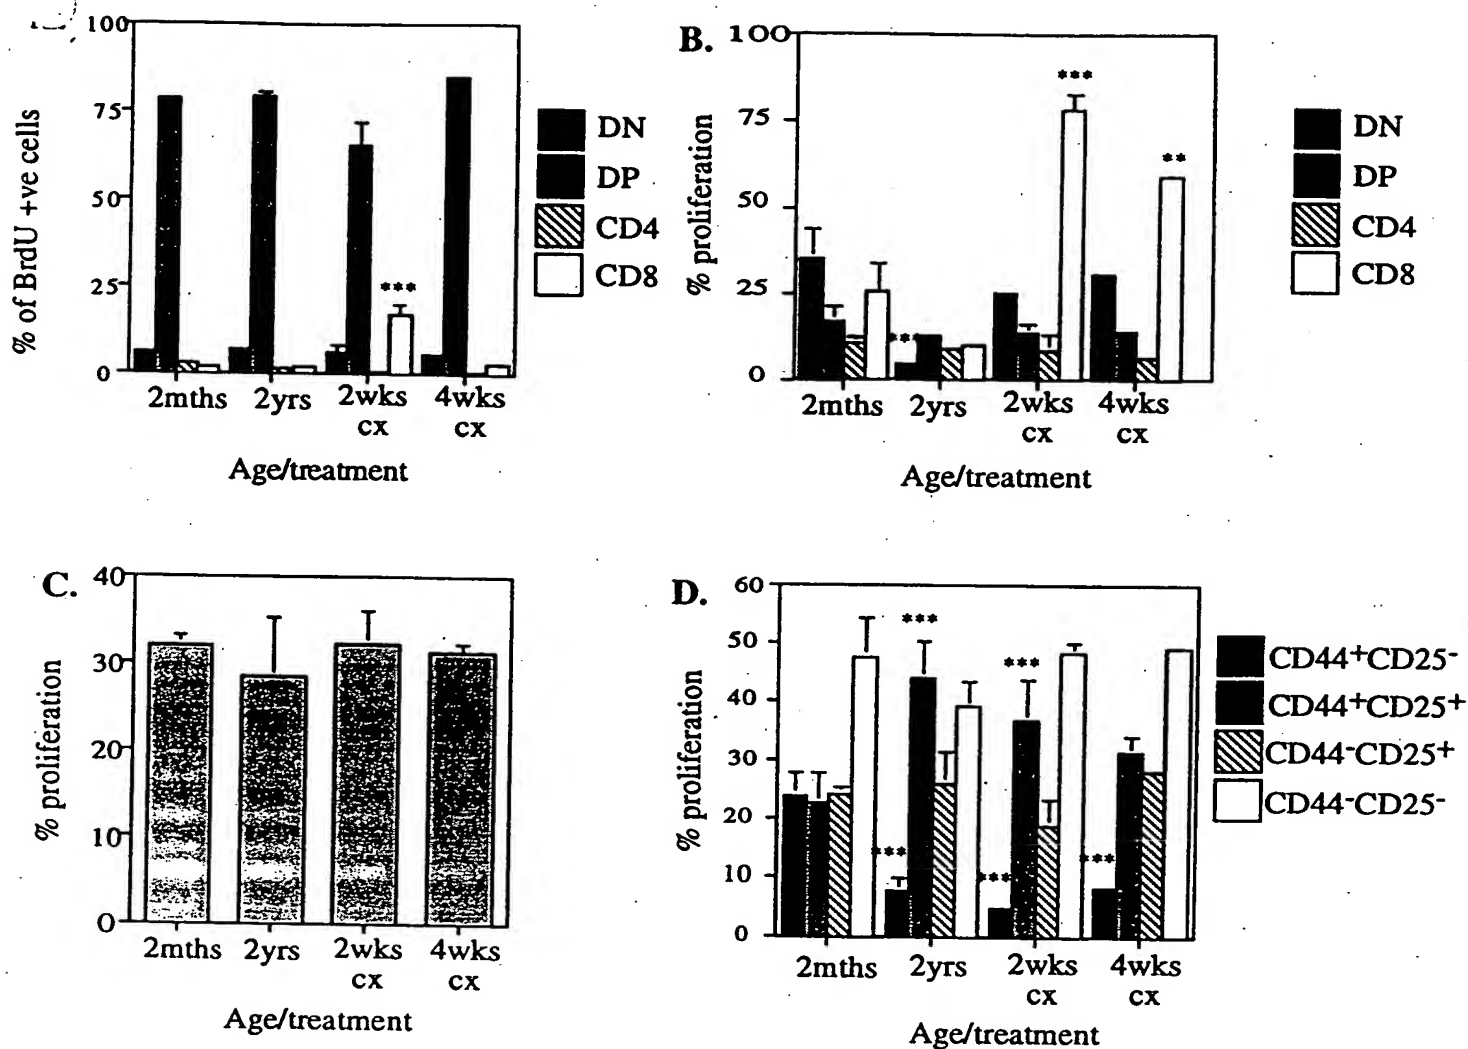 100
75
50
25
0
% of BrdU +ve cells
***
2mths 2yrs 2wks cx 4wks cx
Age/treatment
DN
DP
CD4
CD8
B.
100
75
50
25
0
% proliferation
***
***
**
2mths 2yrs 2wks cx 4wks cx
Age/treatment
DN
DP
CD4
CD8
C.
40
30
20
10
0
% proliferation
2mths 2yrs 2wks cx 4wks cx
Age/treatment
D.
60
50
40
30
20
10
0
% proliferation
***
***
***
***
***
2mths 2yrs 2wks cx 4wks cx
Age/treatment
CD44+CD25-
CD44+CD25+
CD44-CD25+
CD44-CD25-